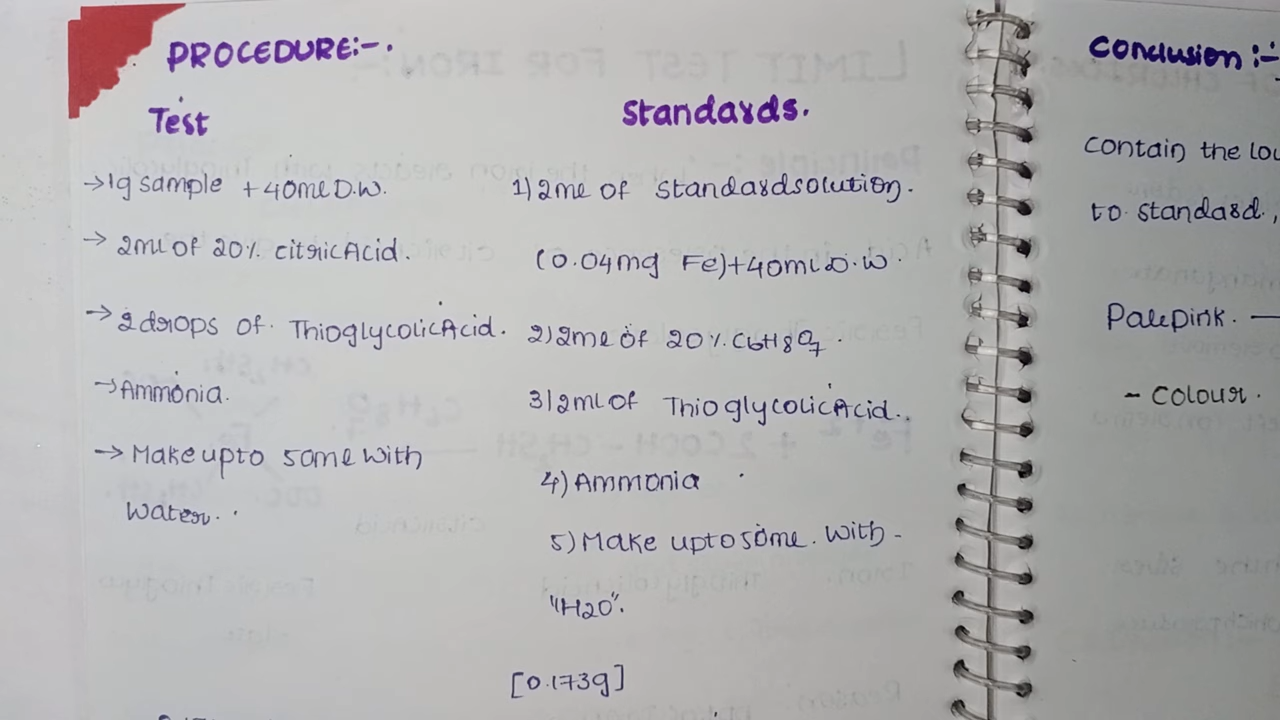 PROCEDURE:-.
Test
→1g sample + 40ml D.W.
→ 2ml of 20% citric Acid.
→ 2 drops of Thioglycolic Acid.
→ Ammonia.
→ Make upto 50ml with
Water.
Standards.
1) 2ml of standard solution.
(0.04mg Fe)+40ml D.W
2) 2ml of 20% C6H8O7.
3) 2ml of Thioglycolic Acid.
4) Ammonia
5) Make upto 50ml. With -
"H2O".
[0.173g]
Conclusion :-
contain the
to standard,
Pale pink. —
- Colour.